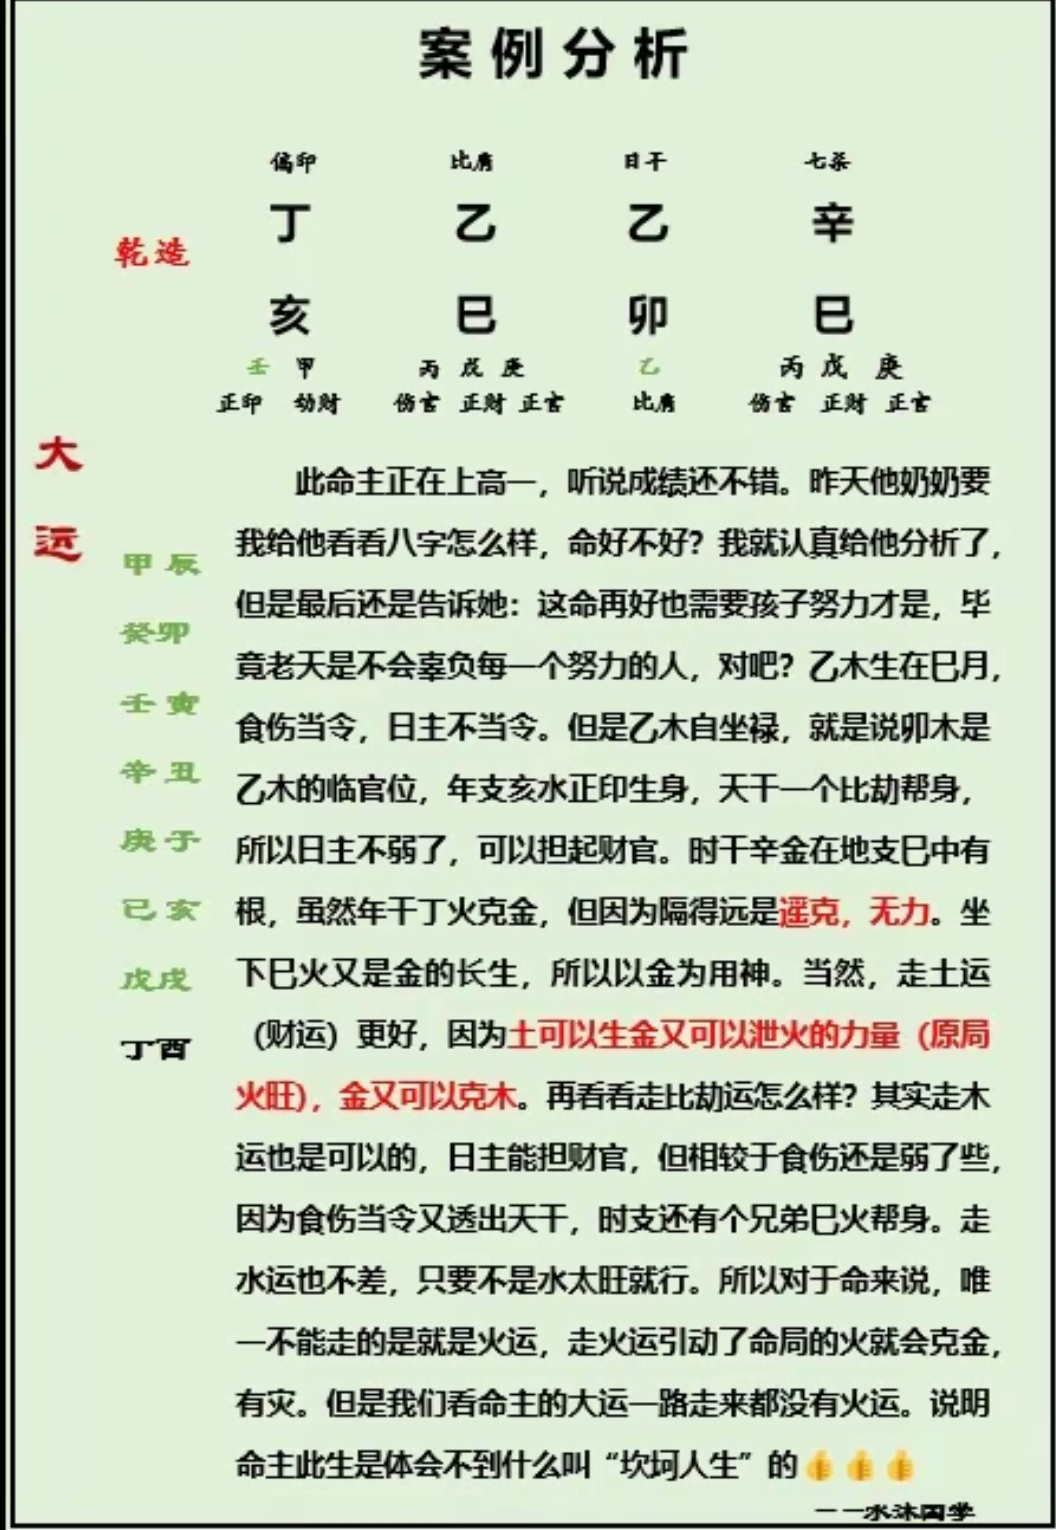 案例分析
偏印 比肩 日干 七杀
乾造 丁 乙 乙 辛
亥 巳 卯 巳
壬 甲 丙 戊 庚 乙 丙 戊 庚
正印 劫财 伤官 正财 正官 比肩 伤官 正财 正官
大
运
甲辰
癸卯
壬寅
辛丑
庚子
己亥
戊戌
丁酉
此命主正在上高一，听说成绩还不错。昨天他奶奶要
我给他看看八字怎么样，命好不好？我就认真给他分析了，
但是最后还是告诉她：这命再好也需要孩子努力才是，毕
竟老天是不会辜负每一个努力的人，对吧？乙木生在巳月，
食伤当令，日主不当令。但是乙木自坐禄，就是说卯木是
乙木的临官位，年支亥水正印生身，天干一个比劫帮身，
所以日主不弱了，可以担起财官。时干辛金在地支巳中有
根，虽然年干丁火克金，但因为隔得远是遥克，无力。坐
下巳火又是金的长生，所以以金为用神。当然，走土运
（财运）更好，因为土可以生金又可以泄火的力量（原局
火旺），金又可以克木。再看看走比劫运怎么样？其实走木
运也是可以的，日主能担财官，但相较于食伤还是弱了些，
因为食伤当令又透出天干，时支还有个兄弟巳火帮身。走
水运也不差，只要不是水太旺就行。所以对于命来说，唯
一不能走的是就是火运，走火运引动了命局的火就会克金，
有灾。但是我们看命主的大运一路走来都没有火运。说明
命主此生是体会不到什么叫“坎坷人生”的👍👍👍
——水沐国学